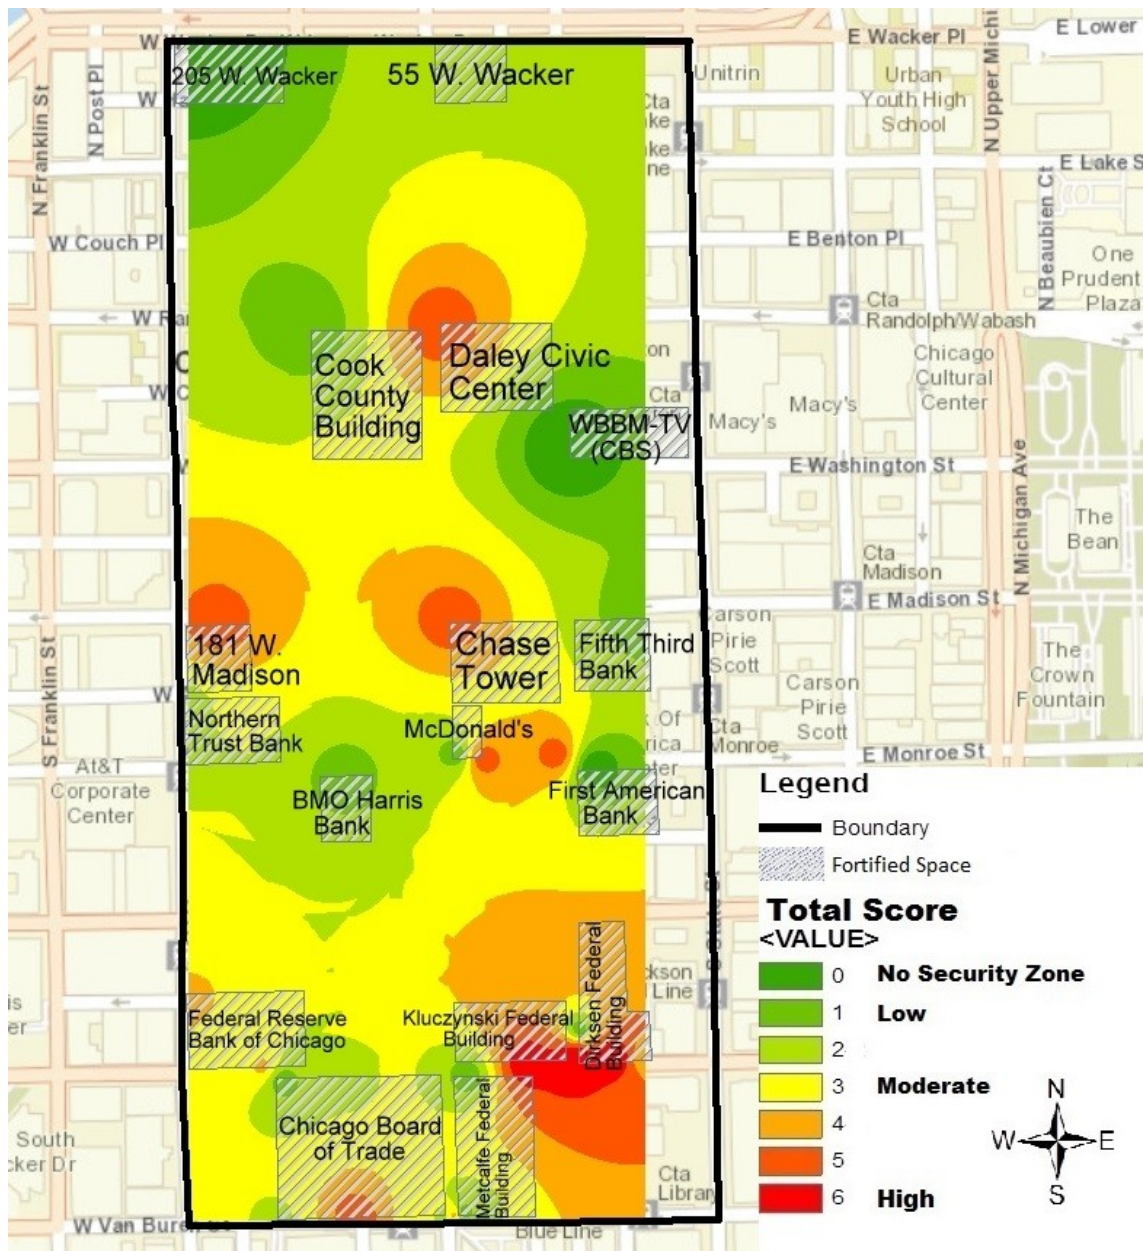 E Lower
E Wacker Pl
N Upper Michi
205 W. Wacker
55 W. Wacker
Unitrin
Urban
Youth High
School
N Post Pl
N Franklin St
E Lake S
W Couch Pl
E Benton Pl
N Beaubien Ct
One
Prudent
Plaza
W Ra
Cta
Randolph/Wabash
Cook
County
Building
Daley Civic
Center
Chicago
Cultural
Center
Cta
Macy's
Macy's
WBBM-TV
(CBS)
E Washington St
N Michigan Ave
The
Bean
Cta
Madison
E Madison St
Carson
Pirie
Scott
181 W.
Madison
Chase
Tower
Fifth Third
Bank
The
Crown
Fountain
Carson
Pirie
Scott
S Franklin St
Northern
Trust Bank
McDonald's
Cta
Monroe
E Monroe St
At&T
Corporate
Center
BMO Harris
Bank
First American
Bank
Legend
Boundary
Fortified Space
Total Score
<VALUE>
0 No Security Zone
1 Low
2
3 Moderate
4
5
6 High
Dirksen Federal
Building
Federal Reserve
Bank of Chicago
Kluczynski Federal
Building
Chicago Board
of Trade
Metcalfe Federal
Building
South
cker Dr
Cta
Library
W Van Buren
Blue Line
N
W E
S